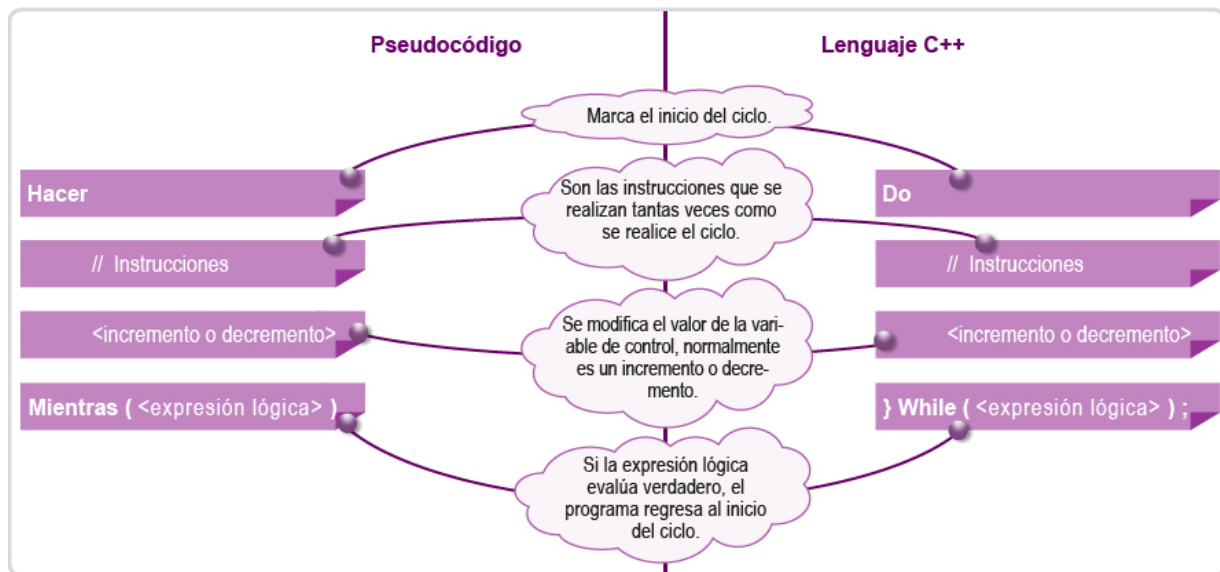 Pseudocódigo
Lenguaje C++
Marca el inicio del ciclo.
Hacer
Do
Son las instrucciones que se
realizan tantas veces como
se realice el ciclo.
// Instrucciones
// Instrucciones
<incremento o decremento>
Se modifica el valor de la vari-
able de control, normalmente
es un incremento o decre-
mento.
<incremento o decremento>
Mientras ( <expresión lógica> )
} While ( <expresión lógica> ) ;
Si la expresión lógica
evalúa verdadero, el
programa regresa al inicio
del ciclo.